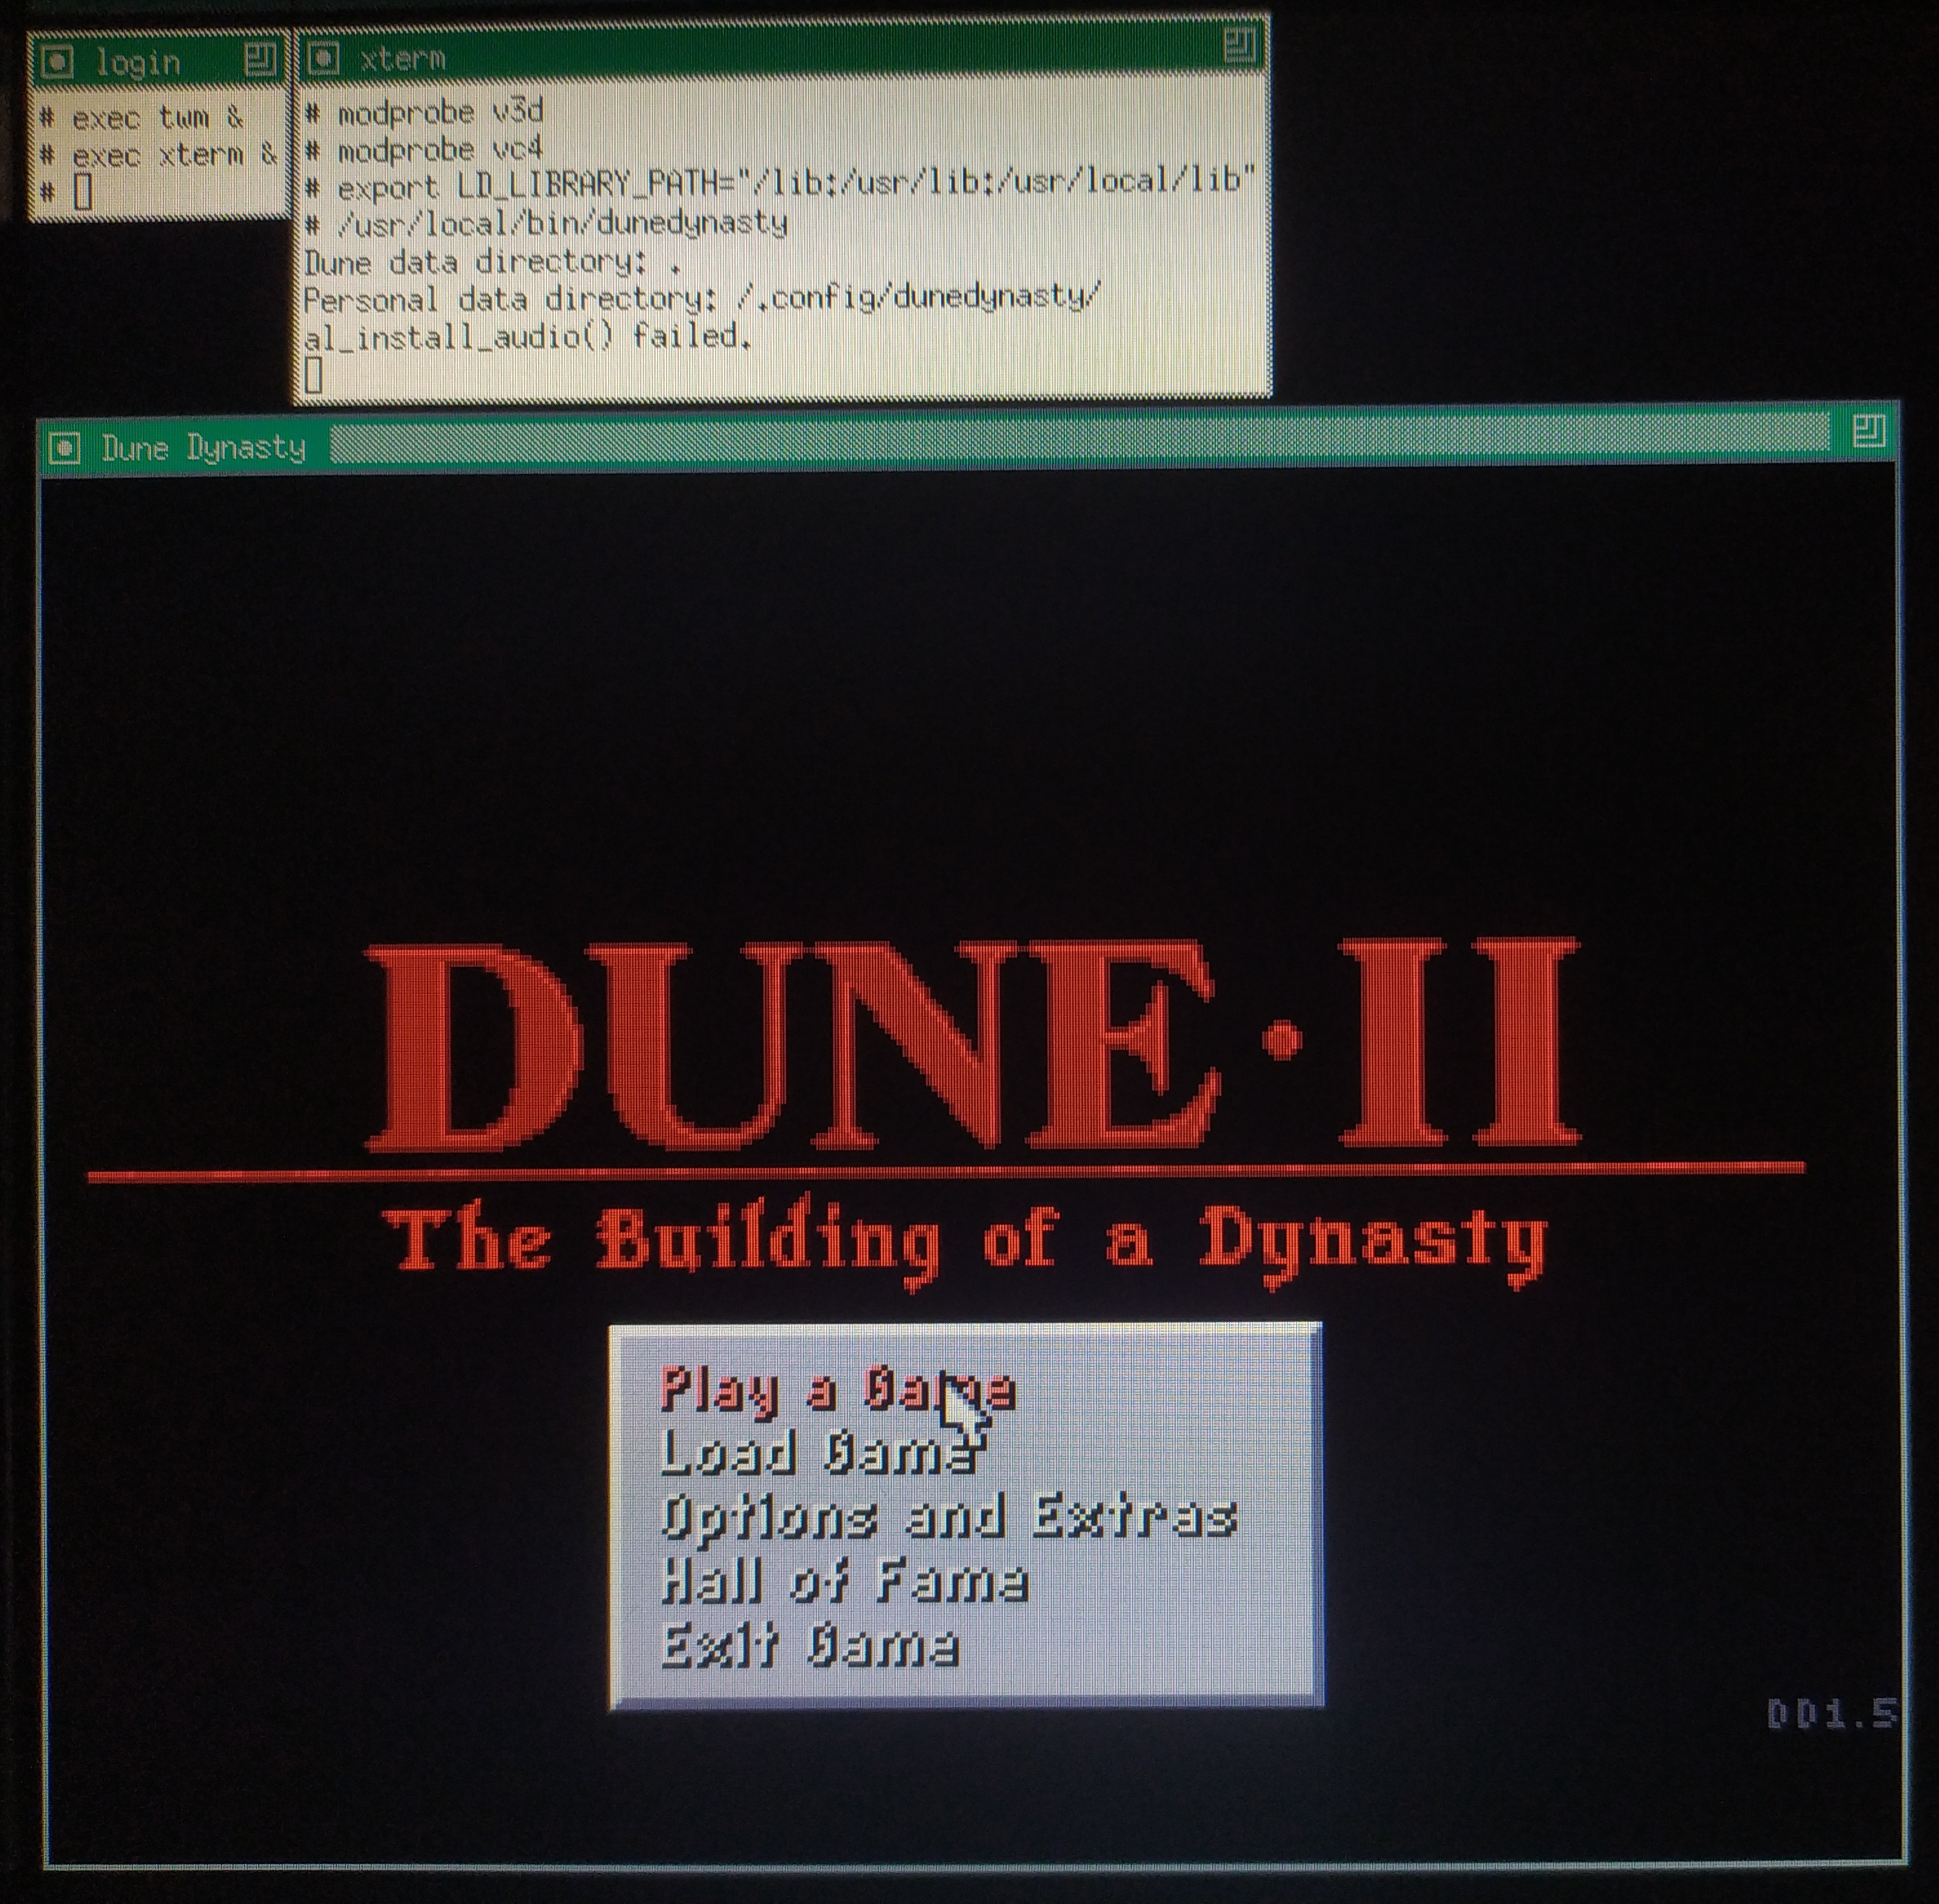 login
# exec twm &
# exec xterm &
#
xterm
# modprobe v3d
# modprobe vc4
# export LD_LIBRARY_PATH="/lib:/usr/lib:/usr/local/lib"
# /usr/local/bin/dunedynasty
Dune data directory: .
Personal data directory: /.config/dunedynasty/
al_install_audio() failed.
Dune Dynasty
DUNE·II
The Building of a Dynasty
Play a Game
Load Game
Options and Extras
Hall of Fame
Exit Game
DD1.5